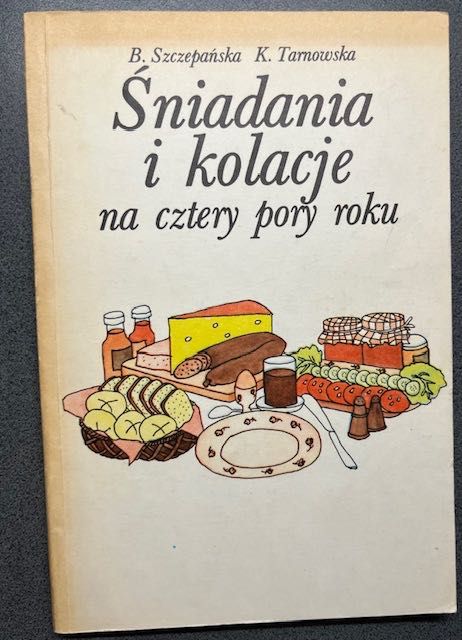 B. Szczepańska K. Tarnowska
Śniadania
i kolacje
na cztery pory roku